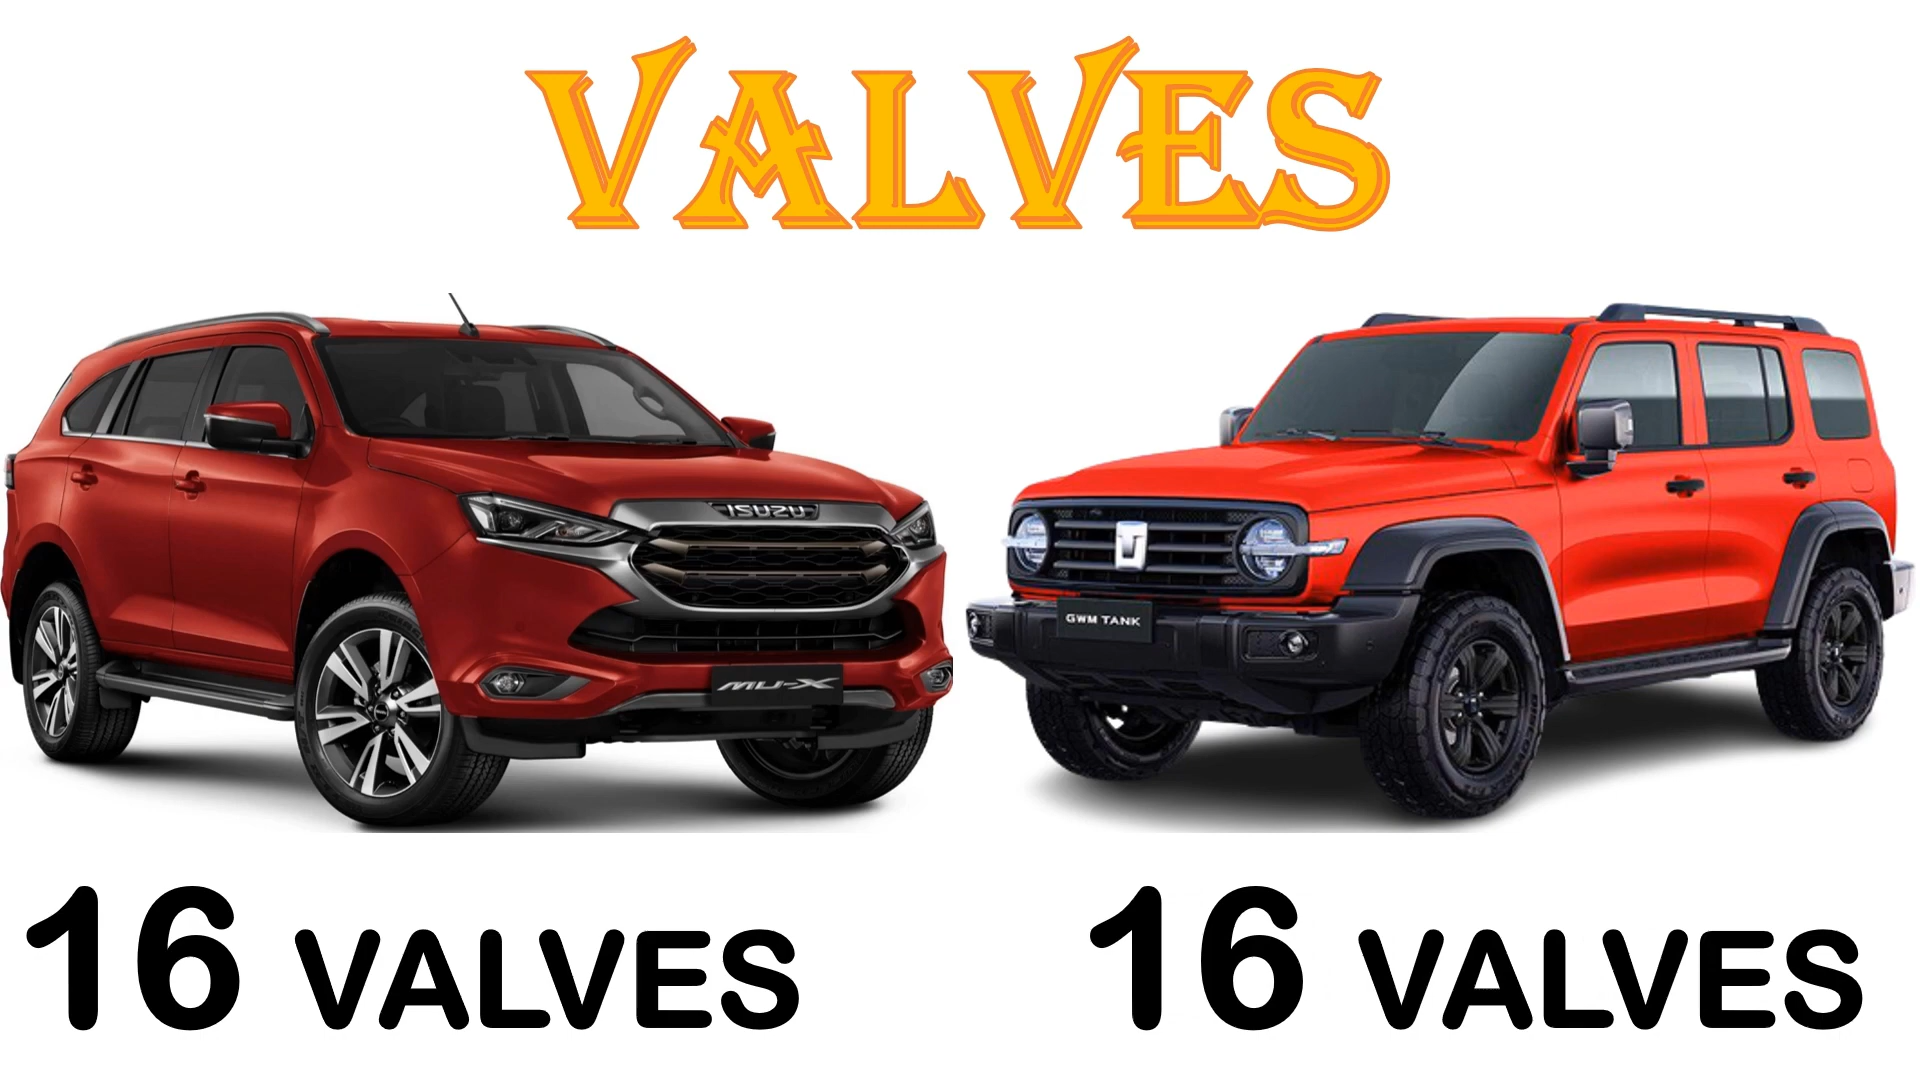 VALVES
ISUZU
MU-X
GWM TANK
16 VALVES
16 VALVES